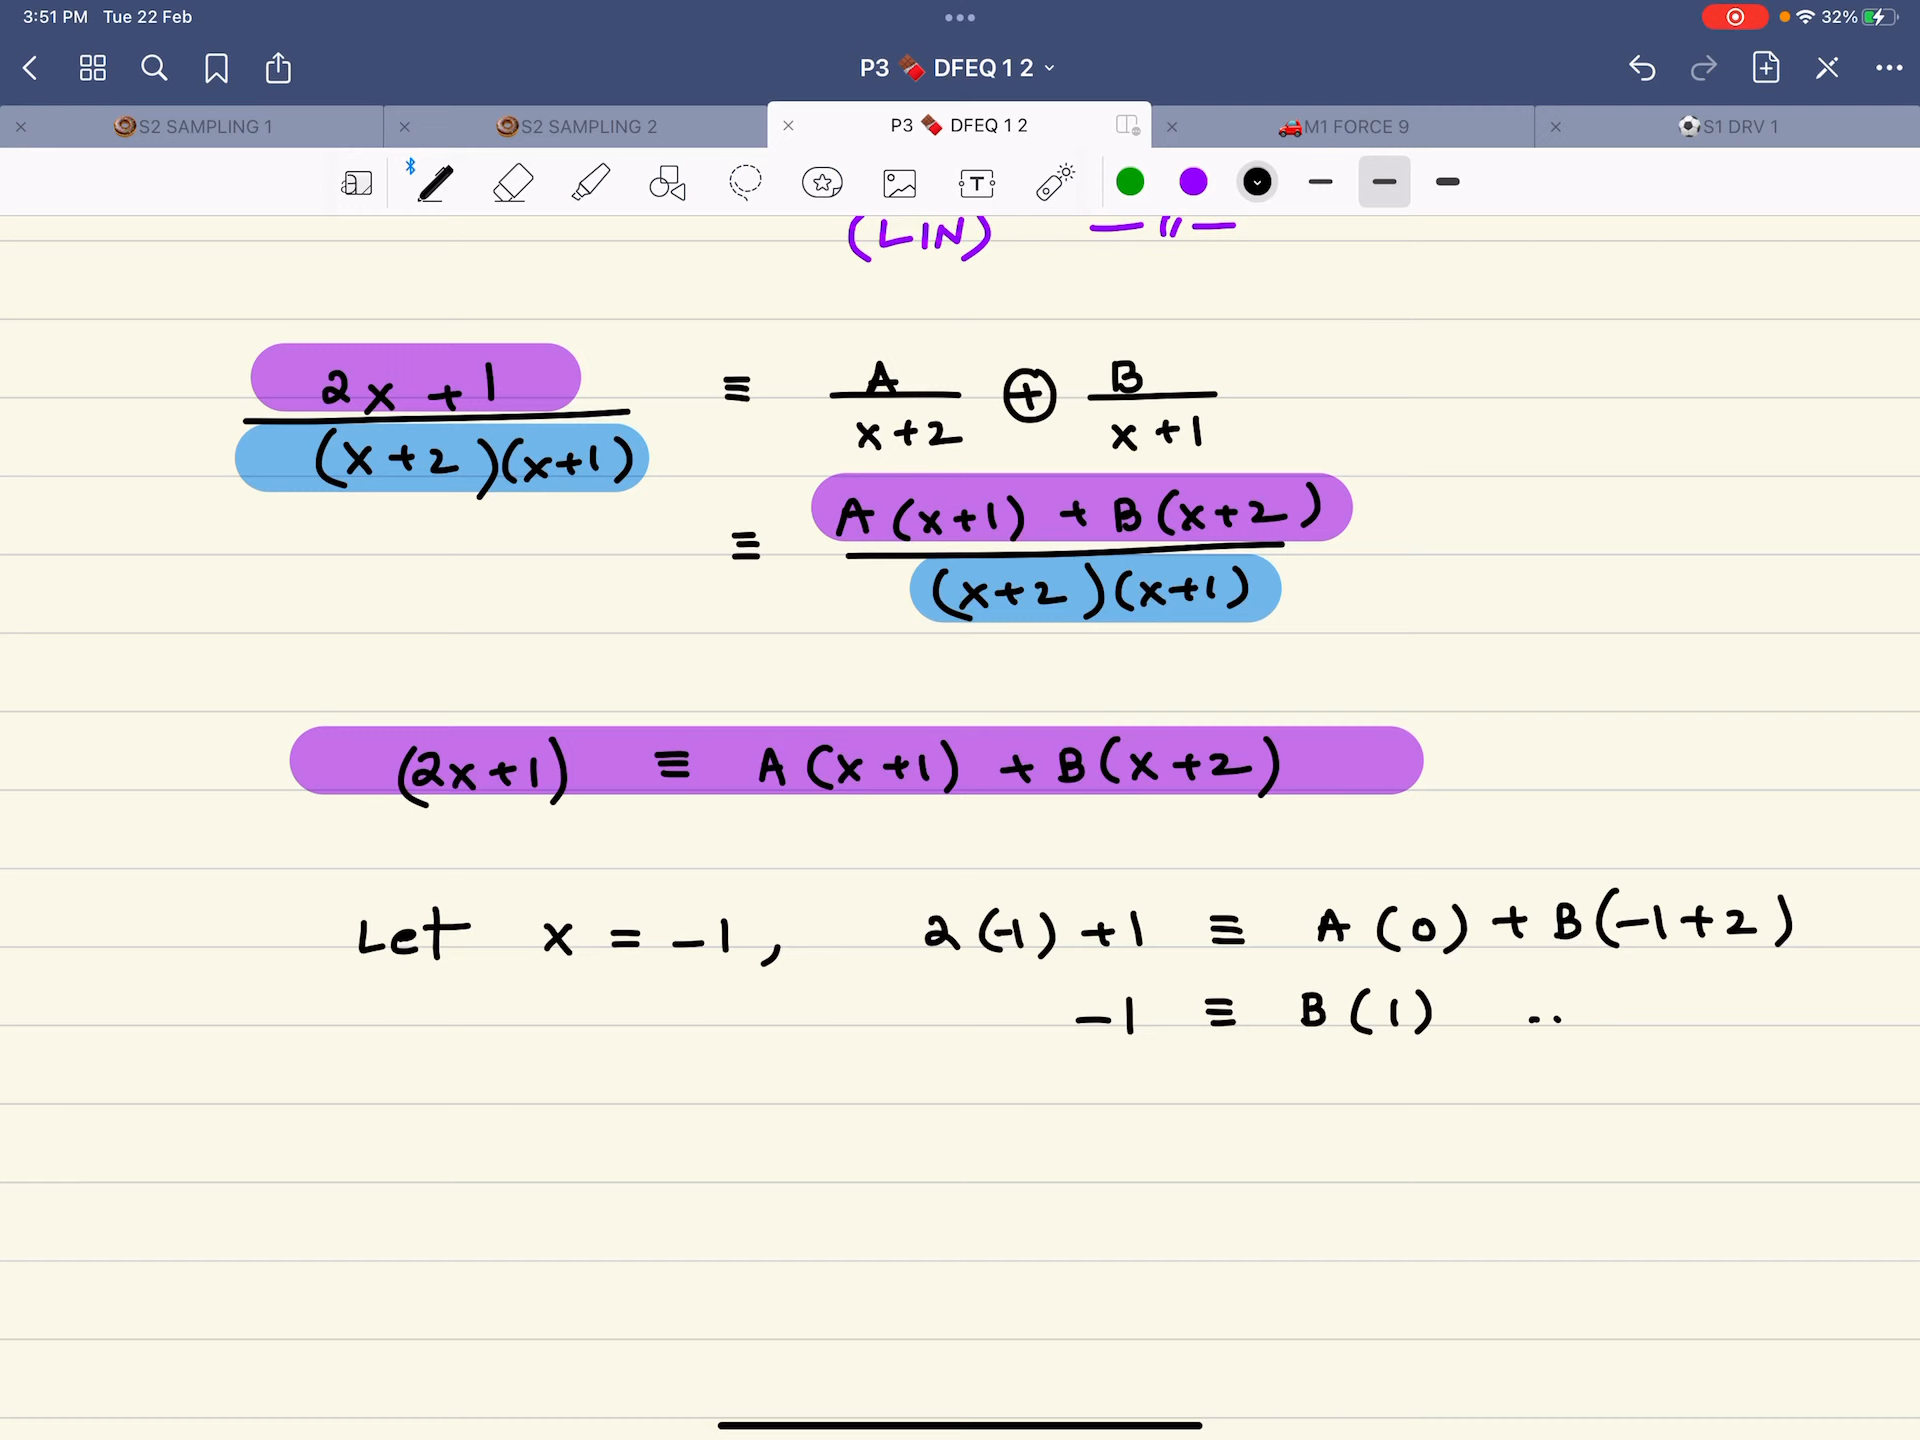 3:51 PM Tue 22 Feb 32%
P3 🍫 DFEQ 1 2
🍩S2 SAMPLING 1 🍩S2 SAMPLING 2 P3 🍫 DFEQ 1 2 🚗M1 FORCE 9 ⚽S1 DRV 1
(LIN) —〃—
2x + 1 ≡ A ⊕ B
(x+2)(x+1) x+2 x+1
≡ A(x+1) + B(x+2)
(x+2)(x+1)
(2x+1) ≡ A(x+1) + B(x+2)
Let x = -1, 2(-1)+1 ≡ A(0) + B(-1+2)
-1 ≡ B(1) ..